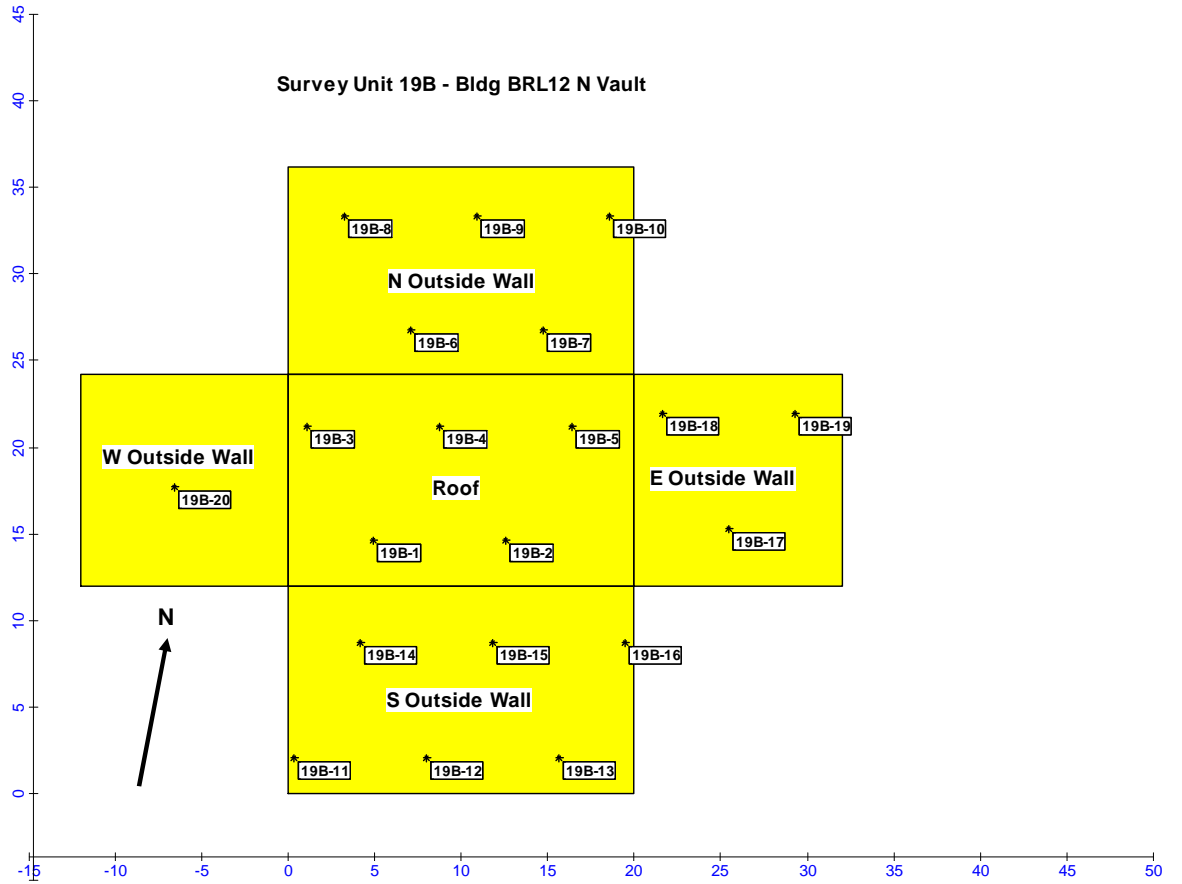 45
Survey Unit 19B - Bldg BRL12 N Vault
40
35
19B-8 19B-9 19B-10
30
N Outside Wall
19B-6 19B-7
25
19B-3 19B-4 19B-5 19B-18 19B-19
20
W Outside Wall
Roof
E Outside Wall
19B-20
15
19B-1 19B-2 19B-17
N
10
19B-14 19B-15 19B-16
5
S Outside Wall
19B-11 19B-12 19B-13
0
-15 -10 -5 0 5 10 15 20 25 30 35 40 45 50